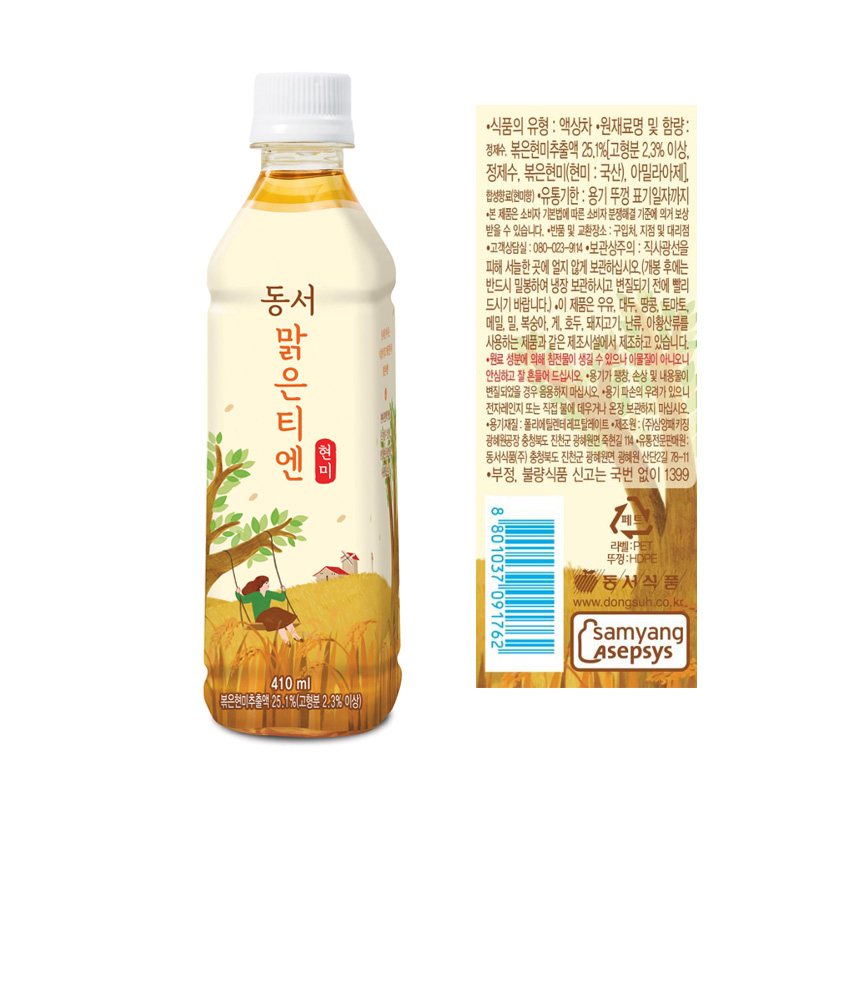 동서
맑은티엔
현미
410 ml
볶은현미추출액 25.1%(고형분 2.3% 이상)
•식품의 유형 : 액상차 •원재료명 및 함량 :
정제수, 볶은현미추출액 25.1%[고형분 2.3% 이상,
정제수, 볶은현미(현미 : 국산), 아밀라아제],
합성향료(현미향) •유통기한 : 용기 뚜껑 표기일자까지
•본 제품은 소비자 기본법에 따른 소비자 분쟁해결 기준에 의거 보상
받을 수 있습니다. •반품 및 교환장소 : 구입처, 지점 및 대리점
•고객상담실 : 080-023-9114 •보관상주의 : 직사광선을
피해 서늘한 곳에 얼지 않게 보관하십시오.(개봉 후에는
반드시 밀봉하여 냉장 보관하시고 변질되기 전에 빨리
드시기 바랍니다.) •이 제품은 우유, 대두, 땅콩, 토마토,
메밀, 밀, 복숭아, 게, 호두, 돼지고기, 난류, 이황산류를
사용하는 제품과 같은 제조시설에서 제조하고 있습니다.
•원료 성분에 의해 침전물이 생길 수 있으나 이물질이 아니오니
안심하고 잘 흔들어 드십시오. •용기가 팽창, 손상 및 내용물이
변질되었을 경우 음용하지 마십시오. •용기 파손의 우려가 있으니
전자레인지 또는 직접 불에 데우거나 온장 보관하지 마십시오.
•용기재질 : 폴리에틸렌테레프탈레이트 •제조원 : (주)삼양패키징
광혜원공장 충청북도 진천군 광혜원면 죽현길 114 •유통전문판매원 :
동서식품(주) 충청북도 진천군 광혜원면 광혜원 산단2길 78-11
•부정, 불량식품 신고는 국번 없이 1399
페트
라벨:PET
뚜껑:HDPE
동서식품
www.dongsuh.co.kr
samyang
Asepsys
8 801037 091762